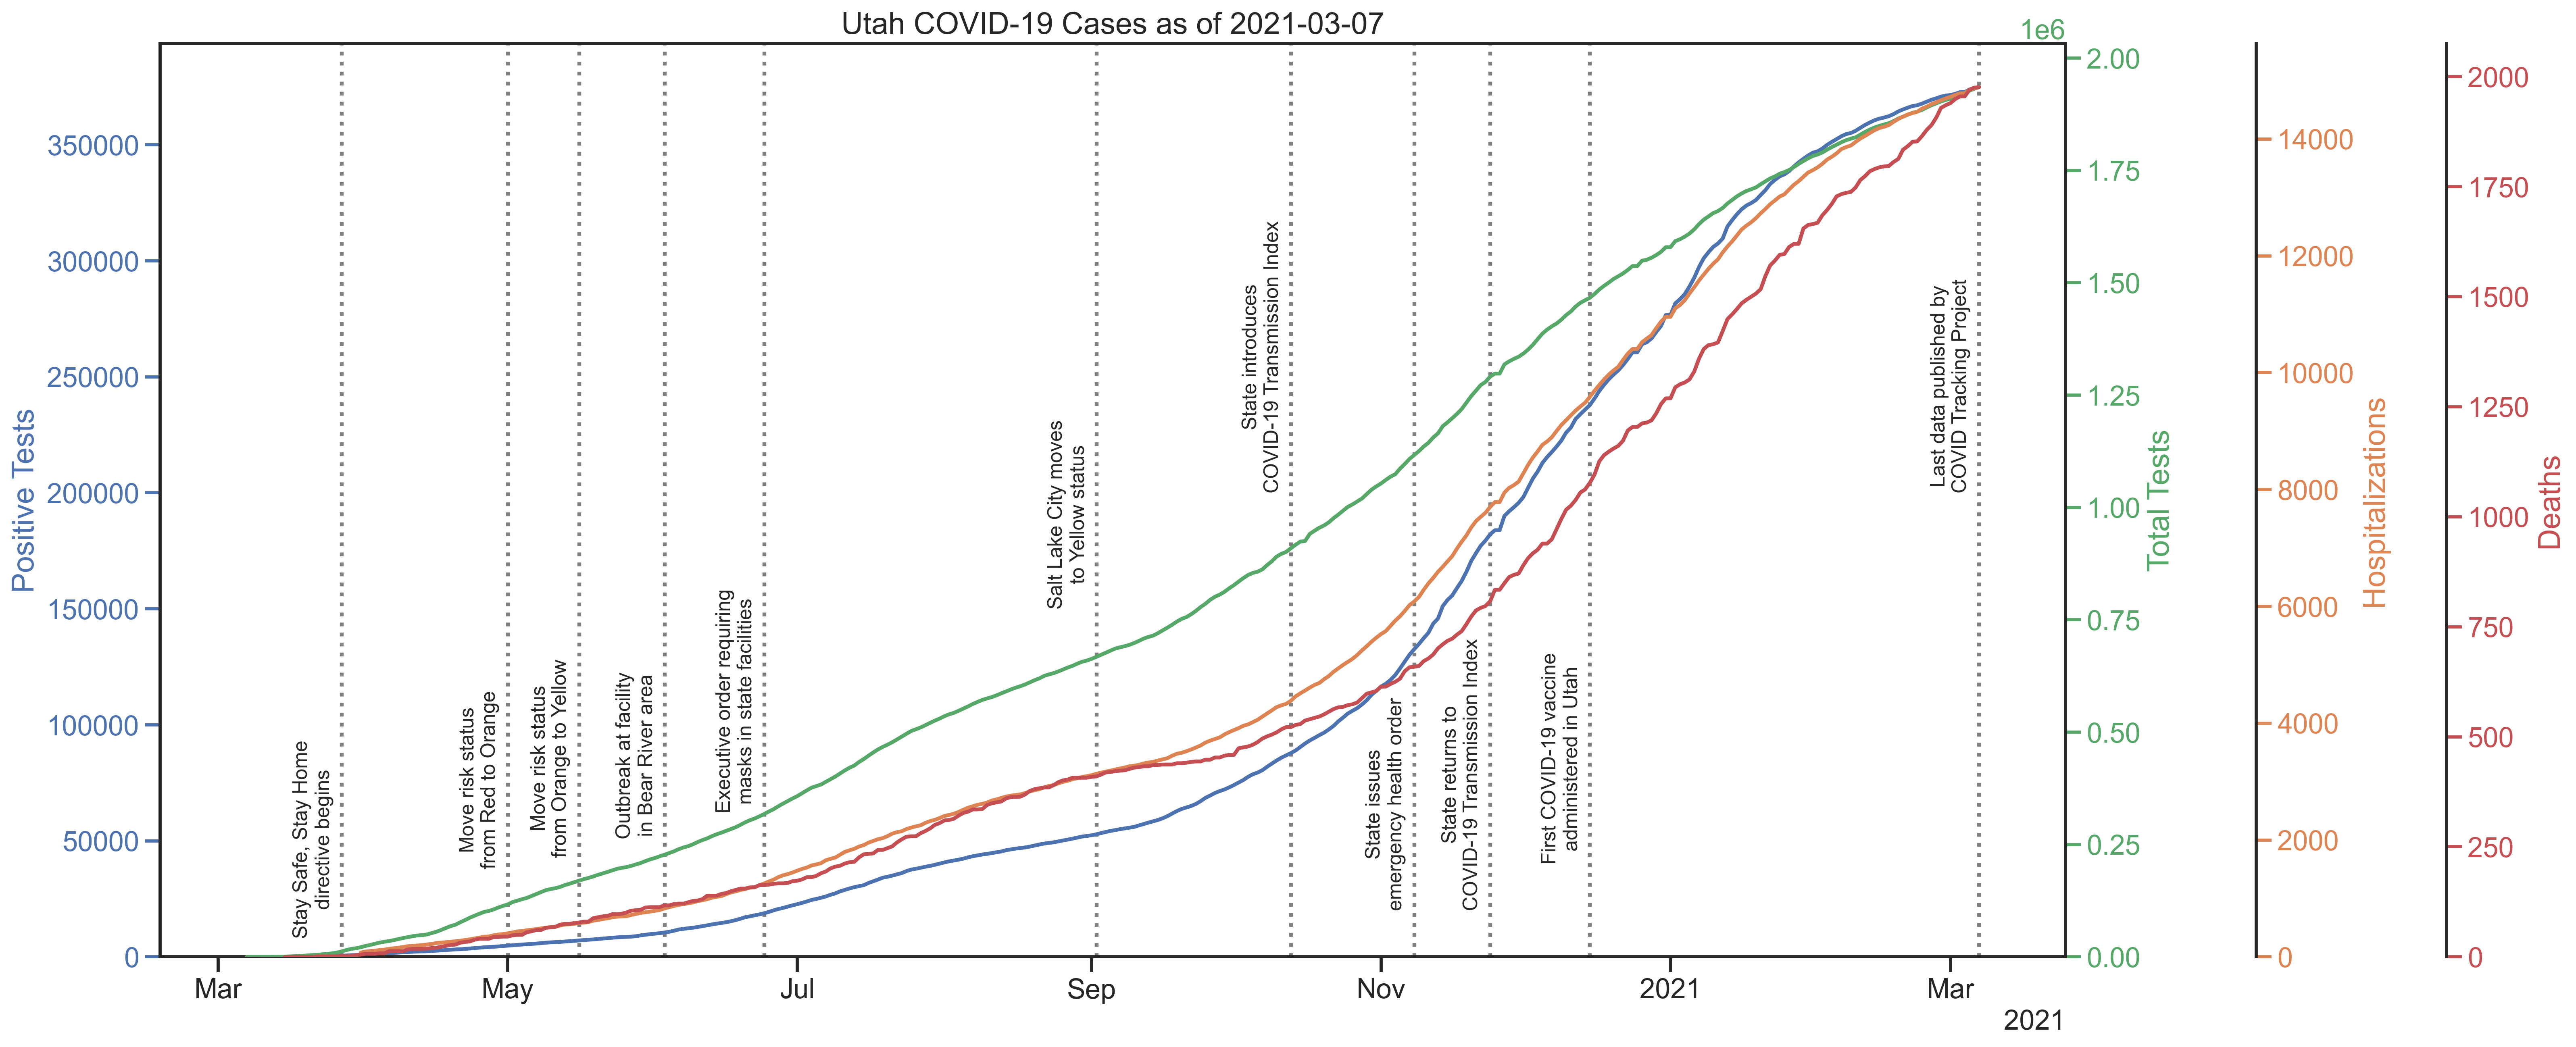 Utah COVID-19 Cases as of 2021-03-07
1e6
Positive Tests
350000
300000
250000
200000
150000
100000
50000
0
Stay Safe, Stay Home
directive begins
Move risk status
from Red to Orange
Move risk status
from Orange to Yellow
Outbreak at facility
in Bear River area
Executive order requiring
masks in state facilities
Salt Lake City moves
to Yellow status
State introduces
COVID-19 Transmission Index
State issues
emergency health order
State returns to
COVID-19 Transmission Index
First COVID-19 vaccine
administered in Utah
Last data published by
COVID Tracking Project
2.00
1.75
1.50
1.25
1.00
0.75
0.50
0.25
0.00
Total Tests
14000
12000
10000
8000
6000
4000
2000
0
Hospitalizations
2000
1750
1500
1250
1000
750
500
250
0
Deaths
Mar
May
Jul
Sep
Nov
2021
Mar
2021